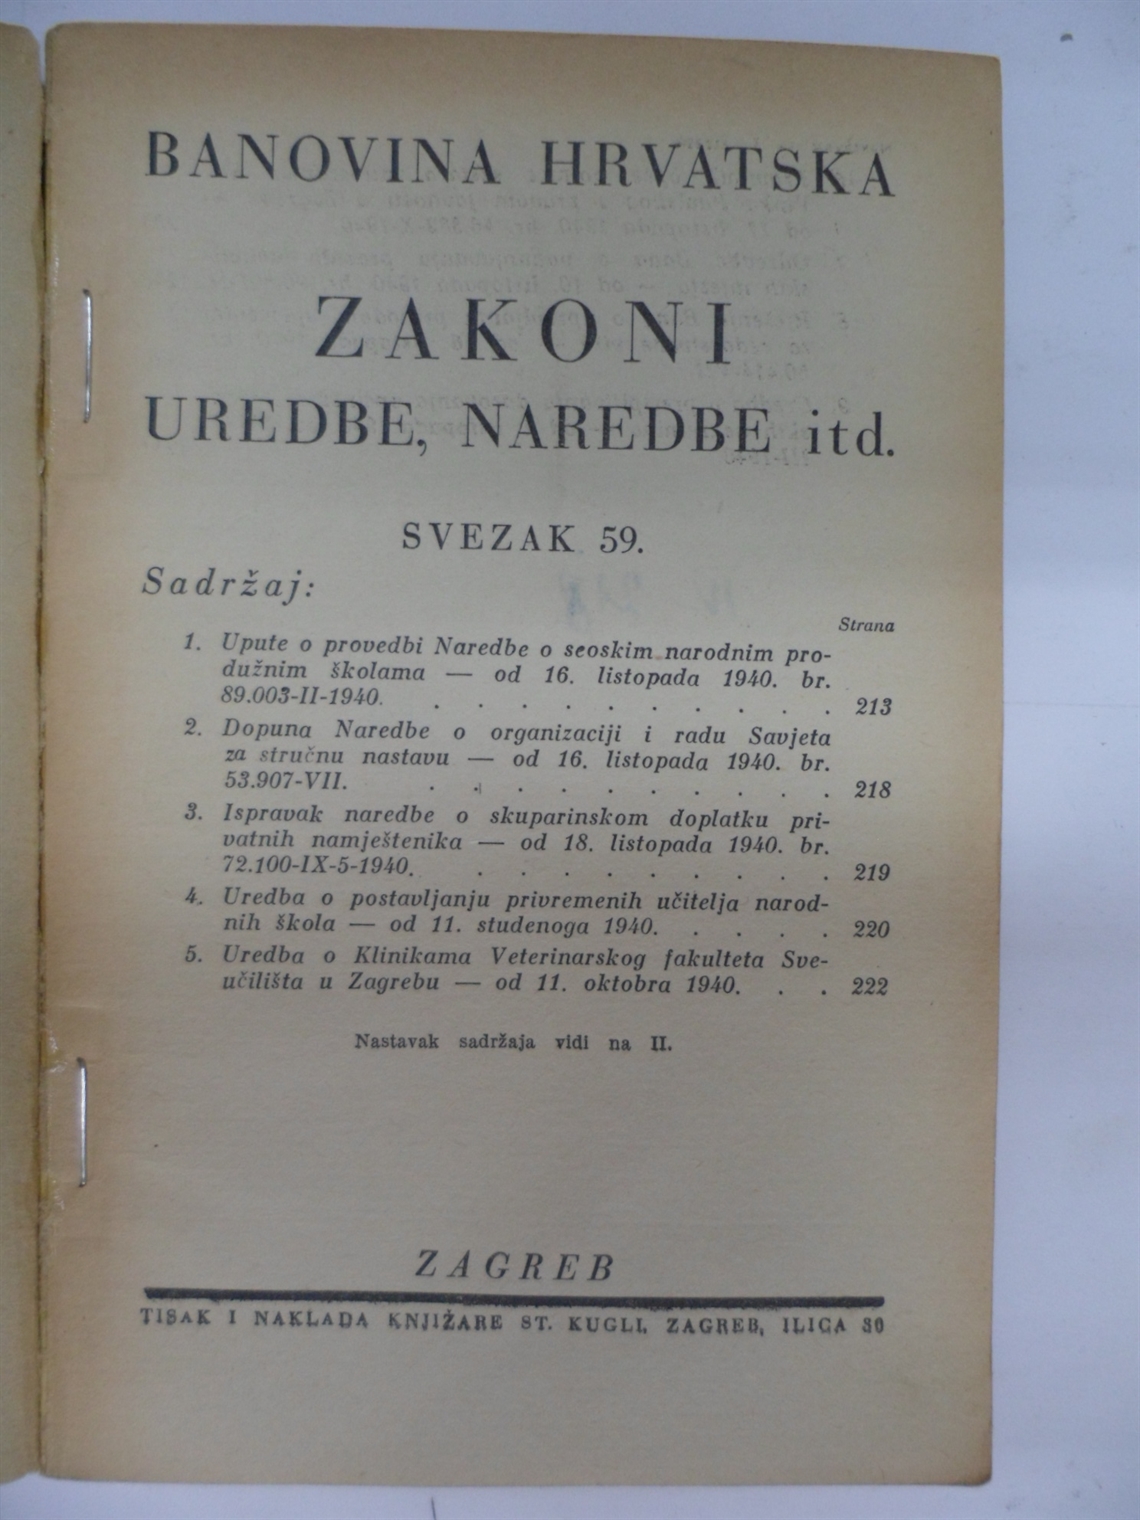 BANOVINA HRVATSKA
ZAKONI
UREDBE, NAREDBE itd.
SVEZAK 59.
Sadržaj:
Strana
1. Upute o provedbi Naredbe o seoskim narodnim pro-
dužnim školama — od 16. listopada 1940. br.
89.003-II-1940. . . . . . . . . . . 213
2. Dopuna Naredbe o organizaciji i radu Savjeta
za stručnu nastavu — od 16. listopada 1940. br.
53.907-VII. . . . . . . . . . . 218
3. Ispravak naredbe o skuparinskom doplatku pri-
vatnih namještenika — od 18. listopada 1940. br.
72.100-IX-5-1940. . . . . . . . . . 219
4. Uredba o postavljanju privremenih učitelja narod-
nih škola — od 11. studenoga 1940. . . . . 220
5. Uredba o Klinikama Veterinarskog fakulteta Sve-
učilišta u Zagrebu — od 11. oktobra 1940. . . 222
Nastavak sadržaja vidi na II.
ZAGREB
TISAK I NAKLADA KNJIŽARE ST. KUGLI, ZAGREB, ILICA 30